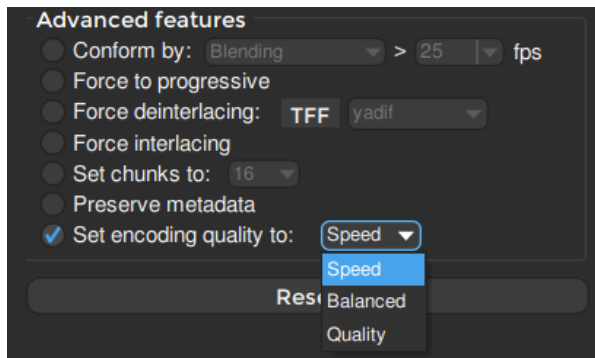 Advanced features
Conform by: Blending > 25 fps
Force to progressive
Force deinterlacing: TFF yadif
Force interlacing
Set chunks to: 16
Preserve metadata
Set encoding quality to: Speed
Speed
Rese
Balanced
Quality